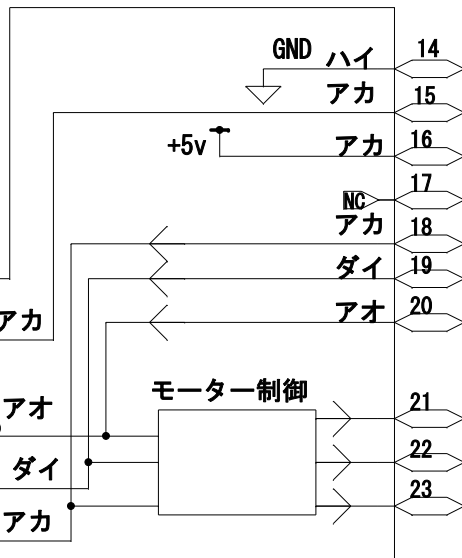 GND ハイ 14
アカ 15
+5v アカ 16
NC 17
アカ 18
ダイ 19
アオ 20
アカ
モーター制御
21
アオ
22
ダイ
23
アカ